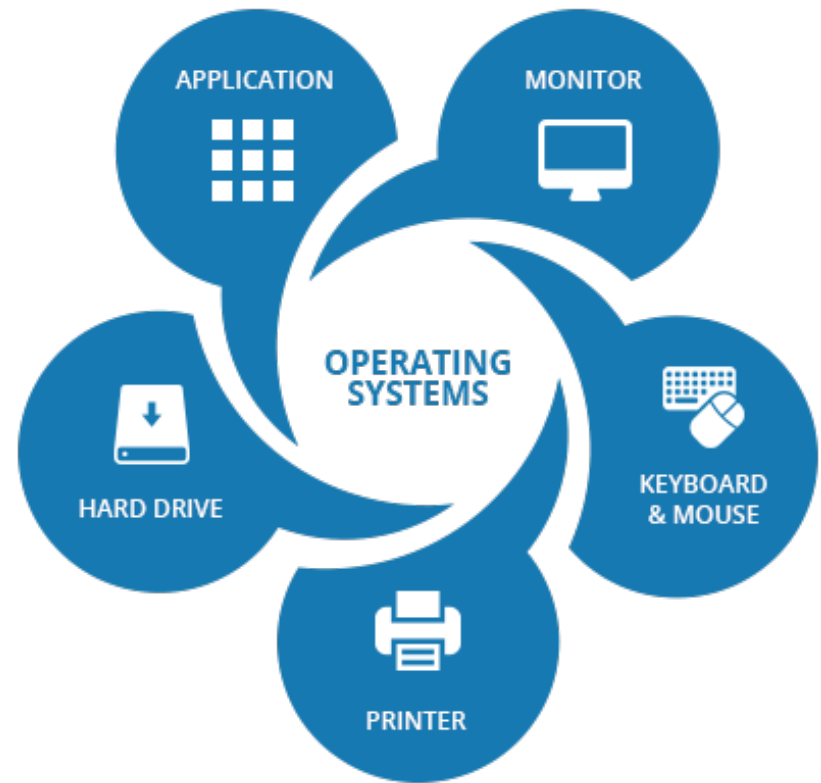 APPLICATION
MONITOR
OPERATING
SYSTEMS
HARD DRIVE
KEYBOARD
& MOUSE
PRINTER